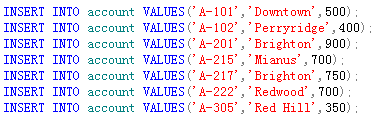 INSERT INTO account VALUES('A-101','Downtown',500);
INSERT INTO account VALUES('A-102','Perryridge',400);
INSERT INTO account VALUES('A-201','Brighton',900);
INSERT INTO account VALUES('A-215','Mianus',700);
INSERT INTO account VALUES('A-217','Brighton',750);
INSERT INTO account VALUES('A-222','Redwood',700);
INSERT INTO account VALUES('A-305','Red Hill',350);